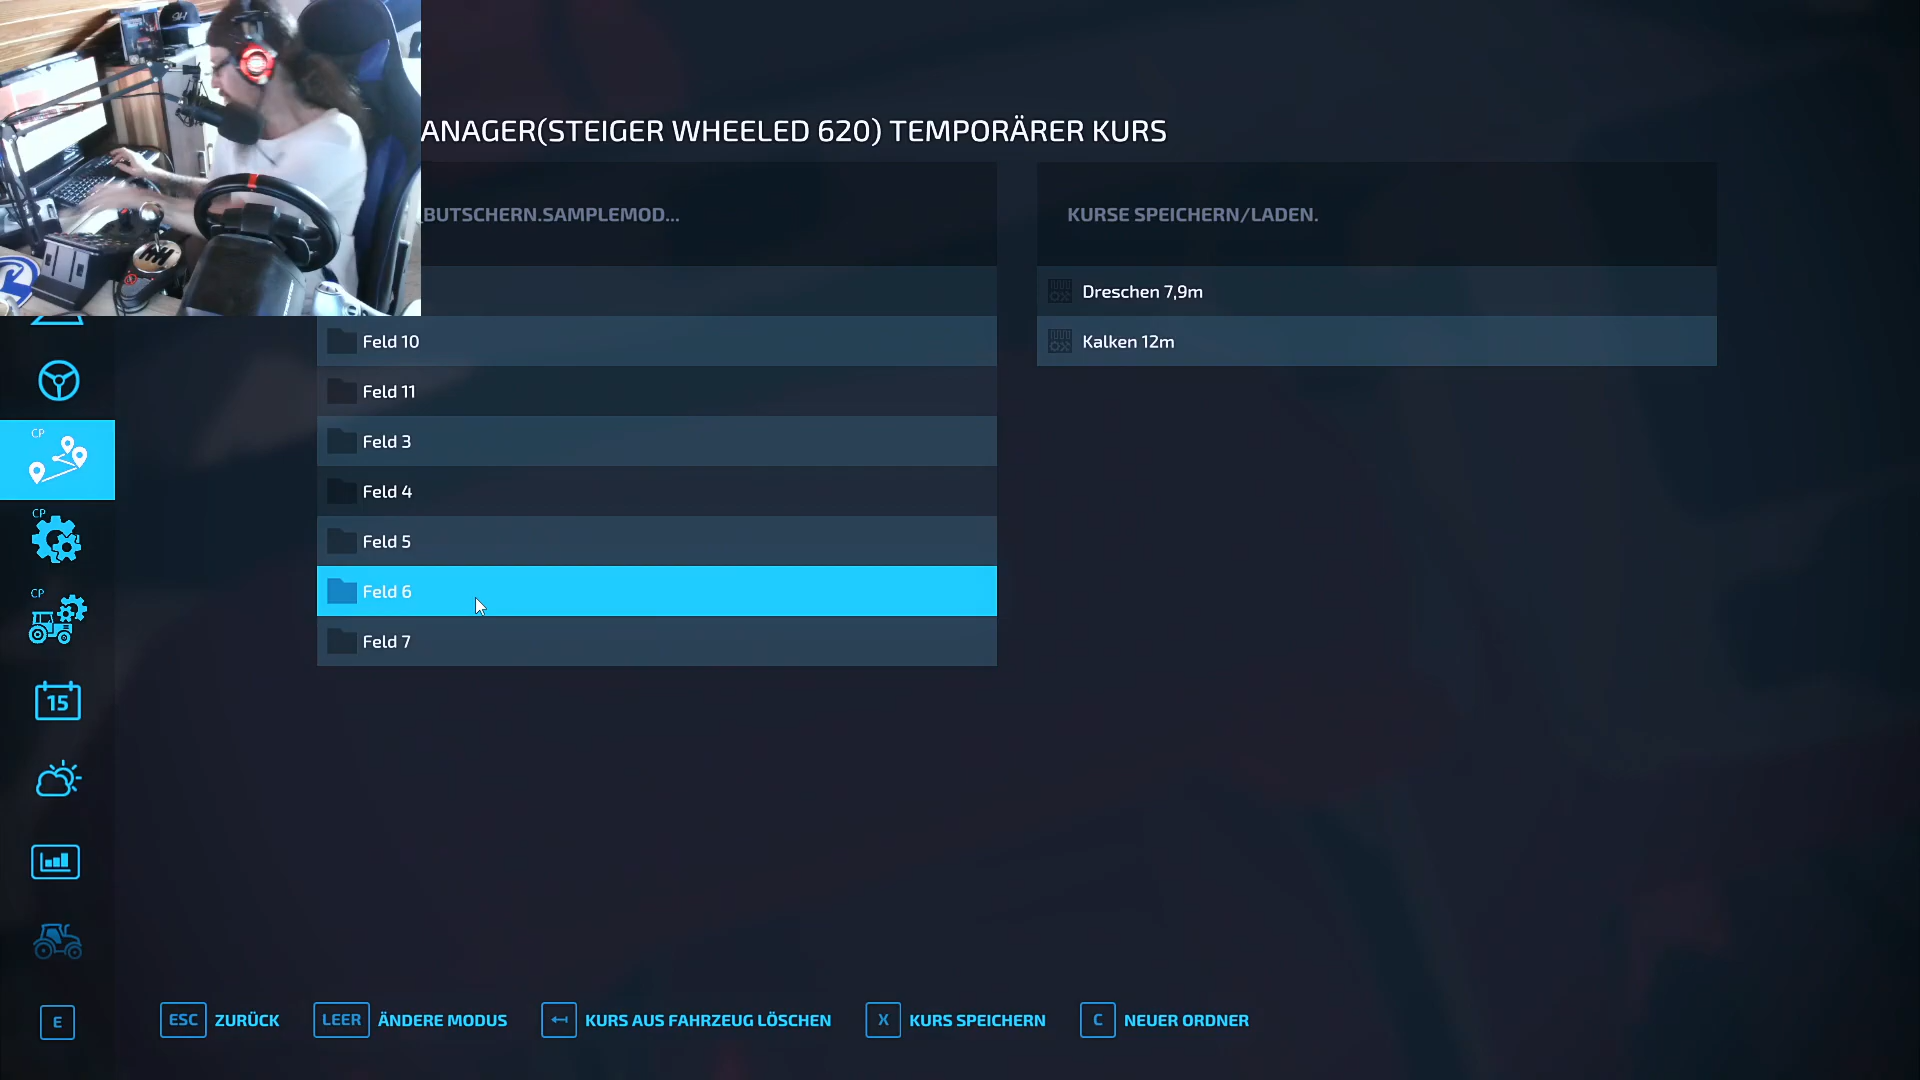 ANAGER(STEIGER WHEELED 620) TEMPORÄRER KURS
BUTSCHERN.SAMPLEMOD...
KURSE SPEICHERN/LADEN.
Dreschen 7,9m
Kalken 12m
Feld 10
Feld 11
Feld 3
Feld 4
Feld 5
Feld 6
Feld 7
CP
CP
CP
15
E
ESC ZURÜCK
LEER ÄNDERE MODUS
KURS AUS FAHRZEUG LÖSCHEN
X KURS SPEICHERN
C NEUER ORDNER